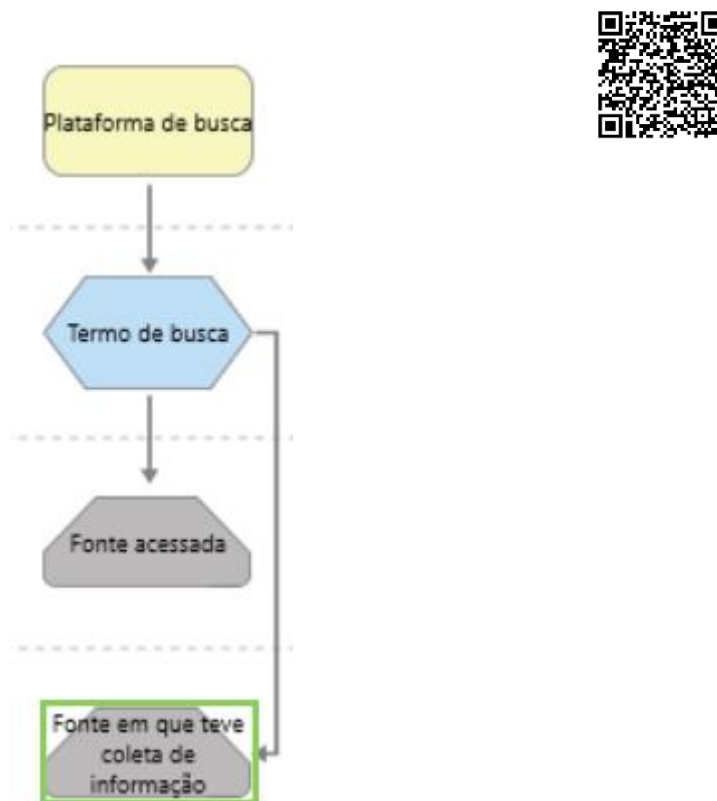 Plataforma de busca
Termo de busca
Fonte acessada
Fonte em que teve
coleta de
informação